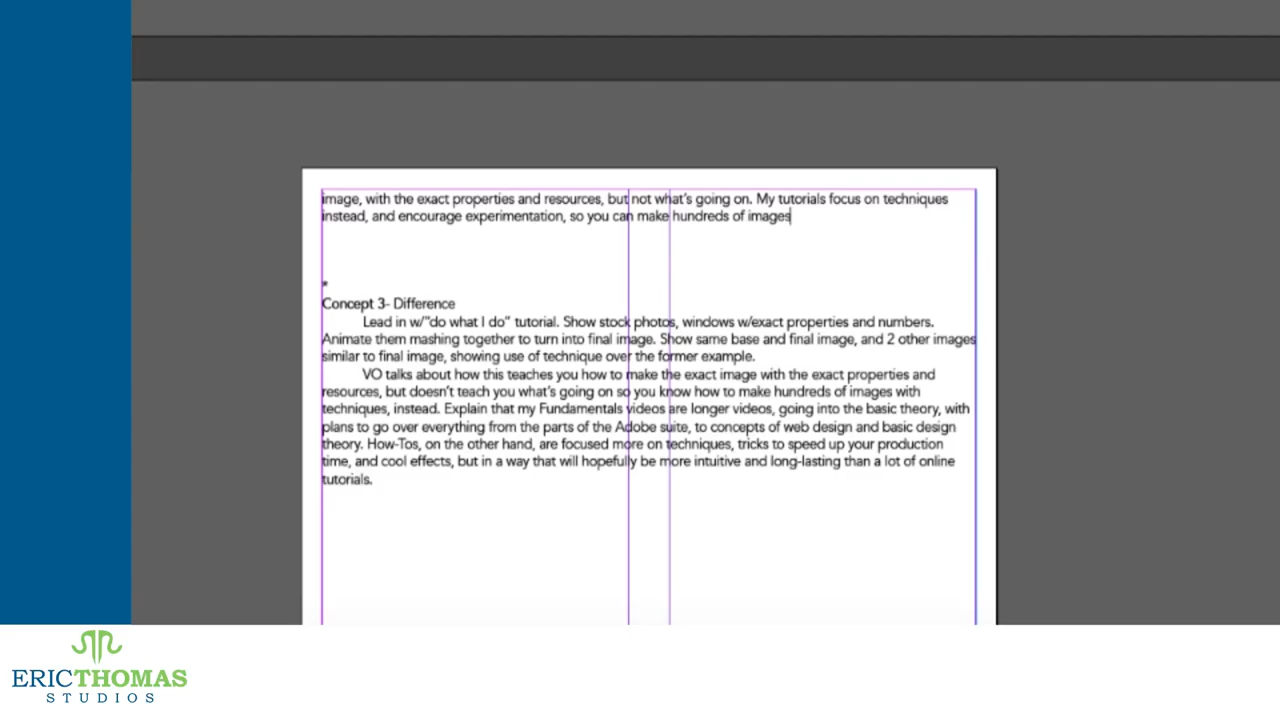 image, with the exact properties and resources, but not what's going on. My tutorials focus on techniques
instead, and encourage experimentation, so you can make hundreds of images
*
Concept 3- Difference
Lead in w/"do what I do" tutorial. Show stock photos, windows w/exact properties and numbers.
Animate them mashing together to turn into final image. Show same base and final image, and 2 other images
similar to final image, showing use of technique over the former example.
VO talks about how this teaches you how to make the exact image with the exact properties and
resources, but doesn't teach you what's going on so you know how to make hundreds of images with
techniques, instead. Explain that my Fundamentals videos are longer videos, going into the basic theory, with
plans to go over everything from the parts of the Adobe suite, to concepts of web design and basic design
theory. How-Tos, on the other hand, are focused more on techniques, tricks to speed up your production
time, and cool effects, but in a way that will hopefully be more intuitive and long-lasting than a lot of online
tutorials.
ERICTHOMAS
STUDIOS